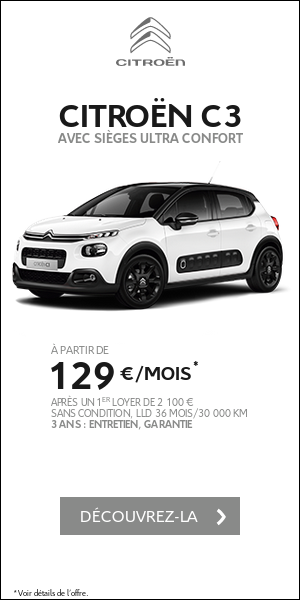 CITROËN
CITROËN C3
AVEC SIÈGES ULTRA CONFORT
À PARTIR DE
129 €/MOIS*
APRÈS UN 1ER LOYER DE 2 100 €
SANS CONDITION, LLD 36 MOIS/30 000 KM
3 ANS : ENTRETIEN, GARANTIE
DÉCOUVREZ-LA
* Voir détails de l'offre.